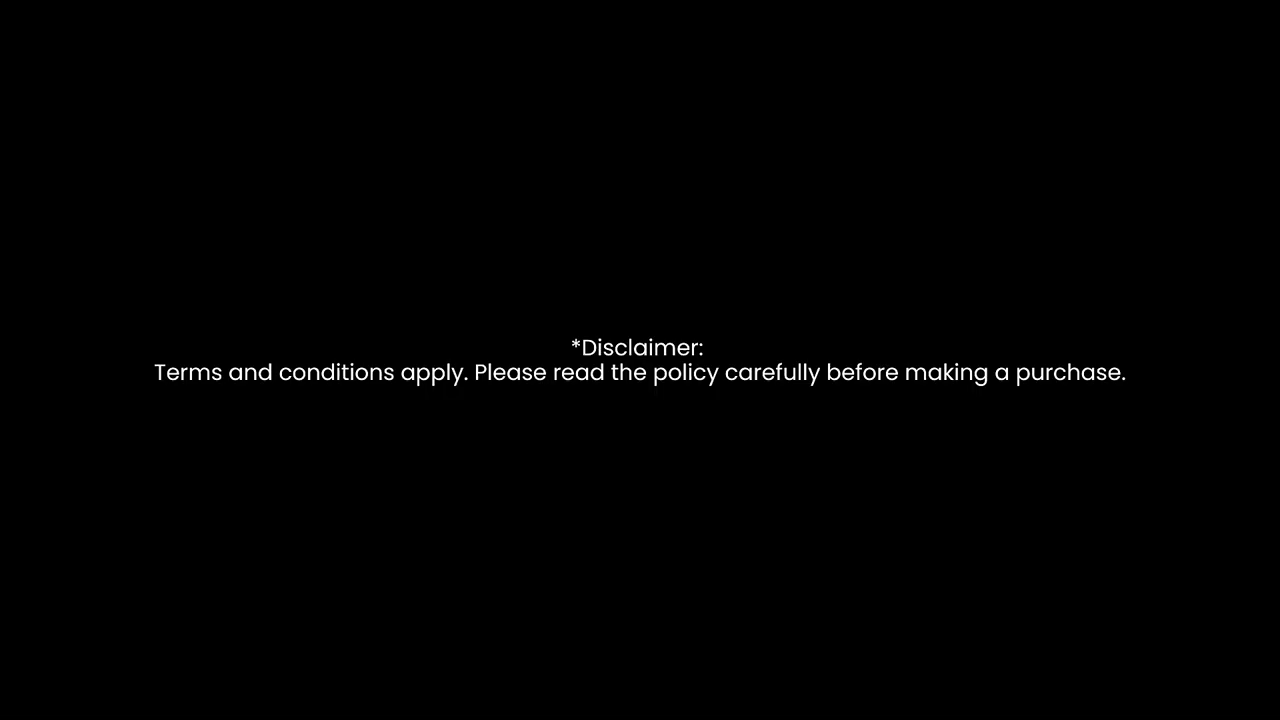 *Disclaimer:
Terms and conditions apply. Please read the policy carefully before making a purchase.